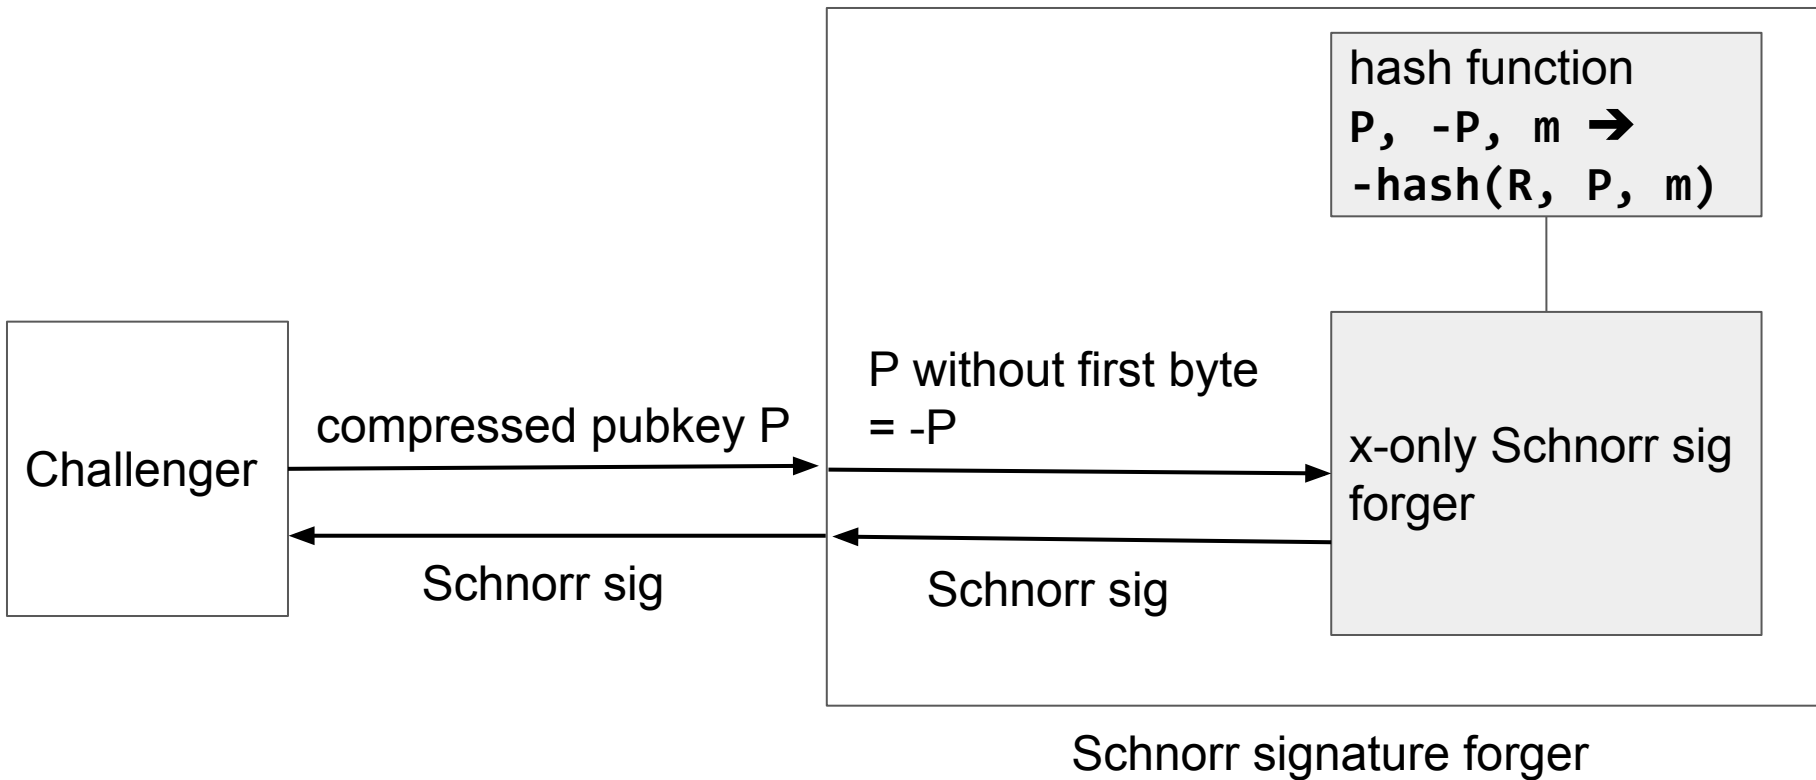 hash function
P, -P, m ➔
-hash(R, P, m)
P without first byte
= -P
compressed pubkey P
Challenger
x-only Schnorr sig
forger
Schnorr sig
Schnorr sig
Schnorr signature forger